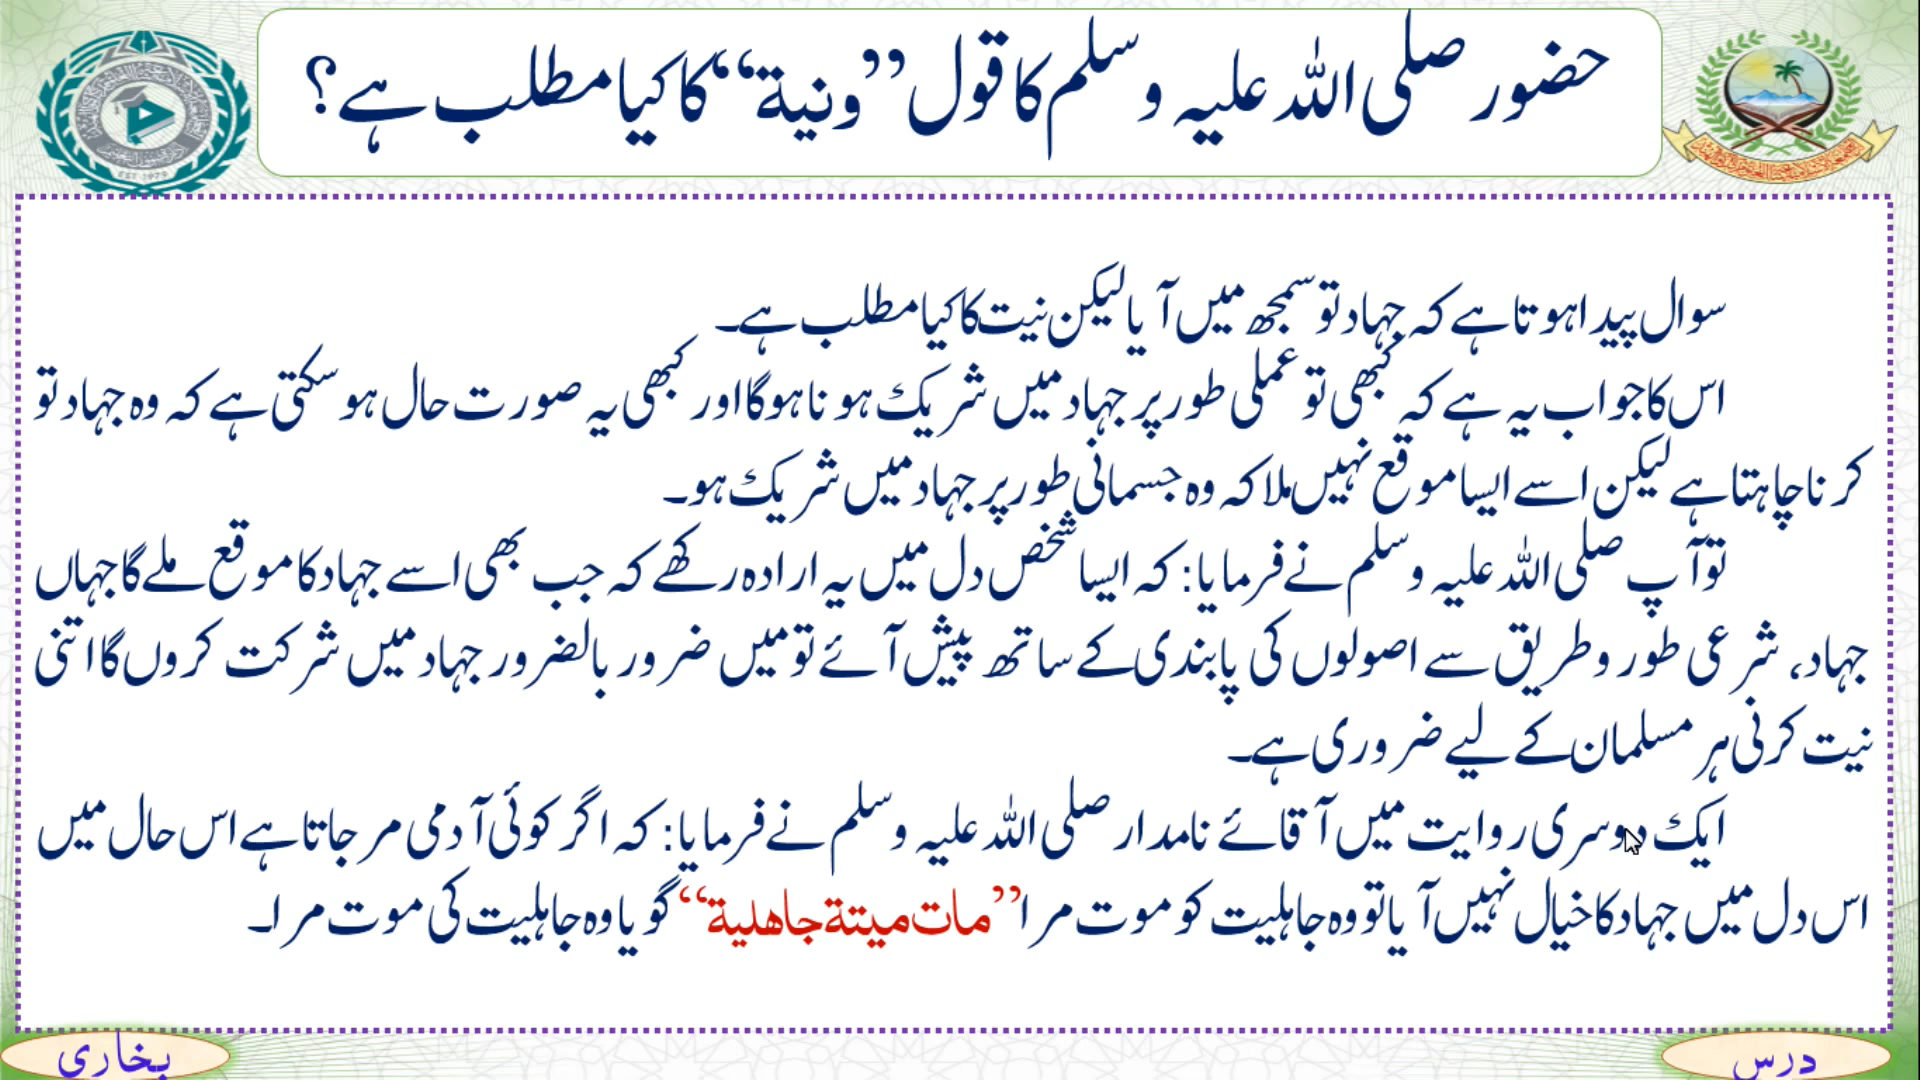 حضور صلی اللہ علیہ وسلم کا قول ’’ونیة‘‘ کا کیا مطلب ہے؟
سوال پیدا ہوتا ہے کہ جہاد تو سمجھ میں آیا لیکن نیت کا کیا مطلب ہے۔
اس کا جواب یہ ہے کہ کبھی تو عملی طور پر جہاد میں شریک ہونا ہوگا اور کبھی یہ صورت حال ہوسکتی ہے کہ وہ جہاد تو
کرنا چاہتا ہے لیکن اسے ایسا موقع نہیں ملا کہ وہ جسمانی طور پر جہاد میں شریک ہو۔
تو آپ صلی اللہ علیہ وسلم نے فرمایا: کہ ایسا شخص دل میں یہ ارادہ رکھے کہ جب بھی اسے جہاد کا موقع ملے گا جہاں
جہاد، شرعی طور و طریق سے اصولوں کی پابندی کے ساتھ پیش آئے تو میں ضرور بالضرور جہاد میں شرکت کروں گا اتنی
نیت کرنی ہر مسلمان کے لیے ضروری ہے۔
ایک دوسری روایت میں آقائے نامدار صلی اللہ علیہ وسلم نے فرمایا: کہ اگر کوئی آدمی مرجاتا ہے اس حال میں
اس دل میں جہاد کا خیال نہیں آیا تو وہ جاہلیت کو موت مرا ’’مات میتة جاهلية‘‘ گویا وہ جاہلیت کی موت مرا۔
درس
بخاری
EST 1979